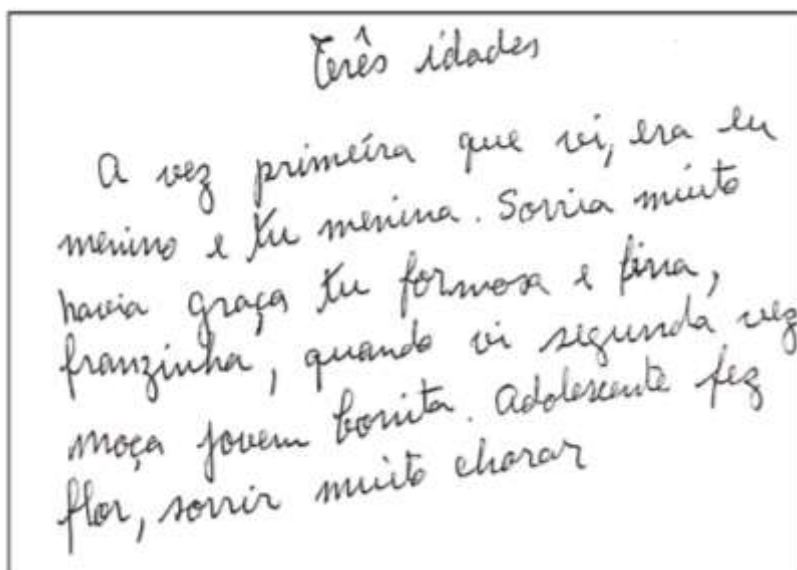 Três idades
A vez primeira que vi, era eu
menino e tu menina. Sorria muito
havia graça tu formosa e fina,
franzinha, quando vi segunda vez
moça jovem bonita. Adolescente fez
flor, sorrir muito chorar